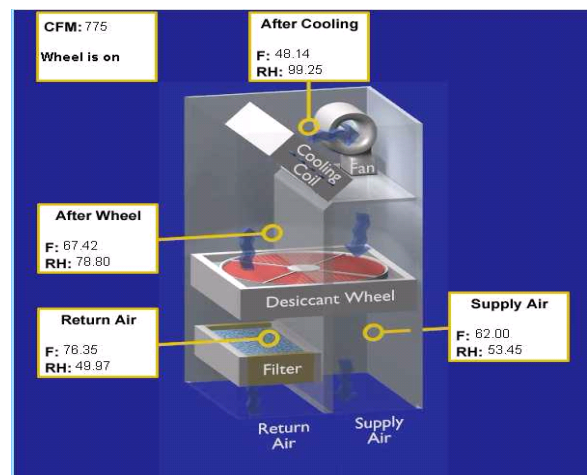 CFM: 775
Wheel is on
After Cooling
F: 48.14
RH: 99.25
Cooling
Coil
Fan
After Wheel
F: 67.42
RH: 78.80
Desiccant Wheel
Return Air
F: 76.35
RH: 49.97
Filter
Supply Air
F: 62.00
RH: 53.45
Return
Air
Supply
Air